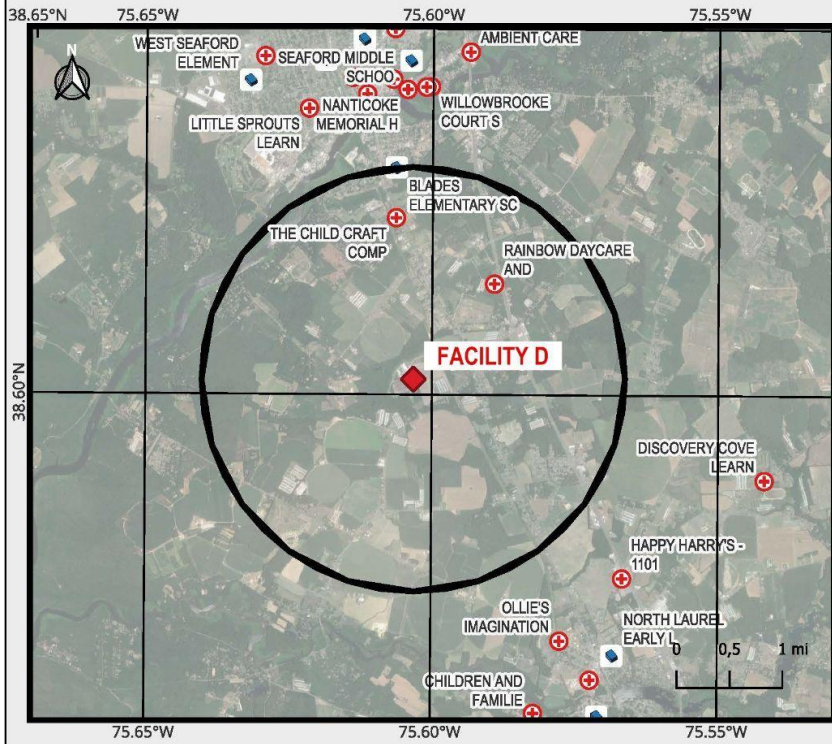 38.65°N
75.65°W
75.60°W
75.55°W
N
WEST SEAFORD
ELEMENT
SEAFORD MIDDLE
SCHOO
AMBIENT CARE
LITTLE SPROUTS
LEARN
NANTICOKE
MEMORIAL H
WILLOWBROOKE
COURT S
BLADES
ELEMENTARY SC
THE CHILD CRAFT
COMP
RAINBOW DAYCARE
AND
FACILITY D
38.60°N
DISCOVERY COVE
LEARN
HAPPY HARRY'S -
1101
OLLIE'S
IMAGINATION
NORTH LAUREL
EARLY L
CHILDREN AND
FAMILIE
0 0,5 1 mi
75.65°W
75.60°W
75.55°W